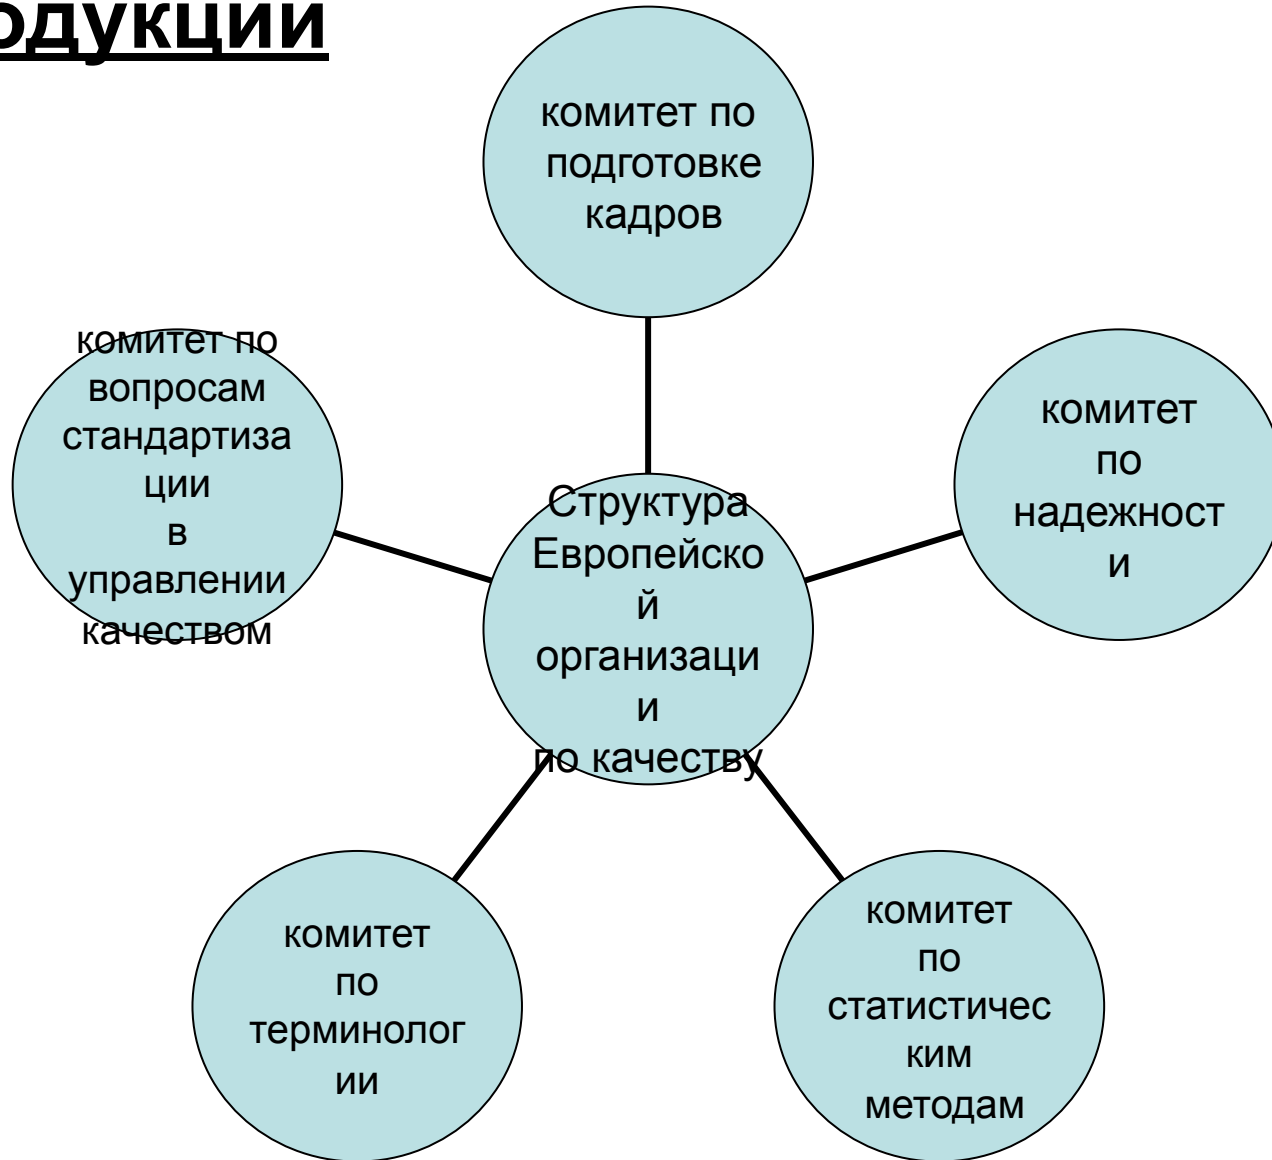 одукции
комитет по
подготовке
кадров
комитет по
вопросам
стандартиза
ции
в
управлении
качеством
комитет
по
надежност
и
Структура
Европейско
й
организаци
и
по качеству
комитет
по
терминолог
ии
комитет
по
статистичес
ким
методам